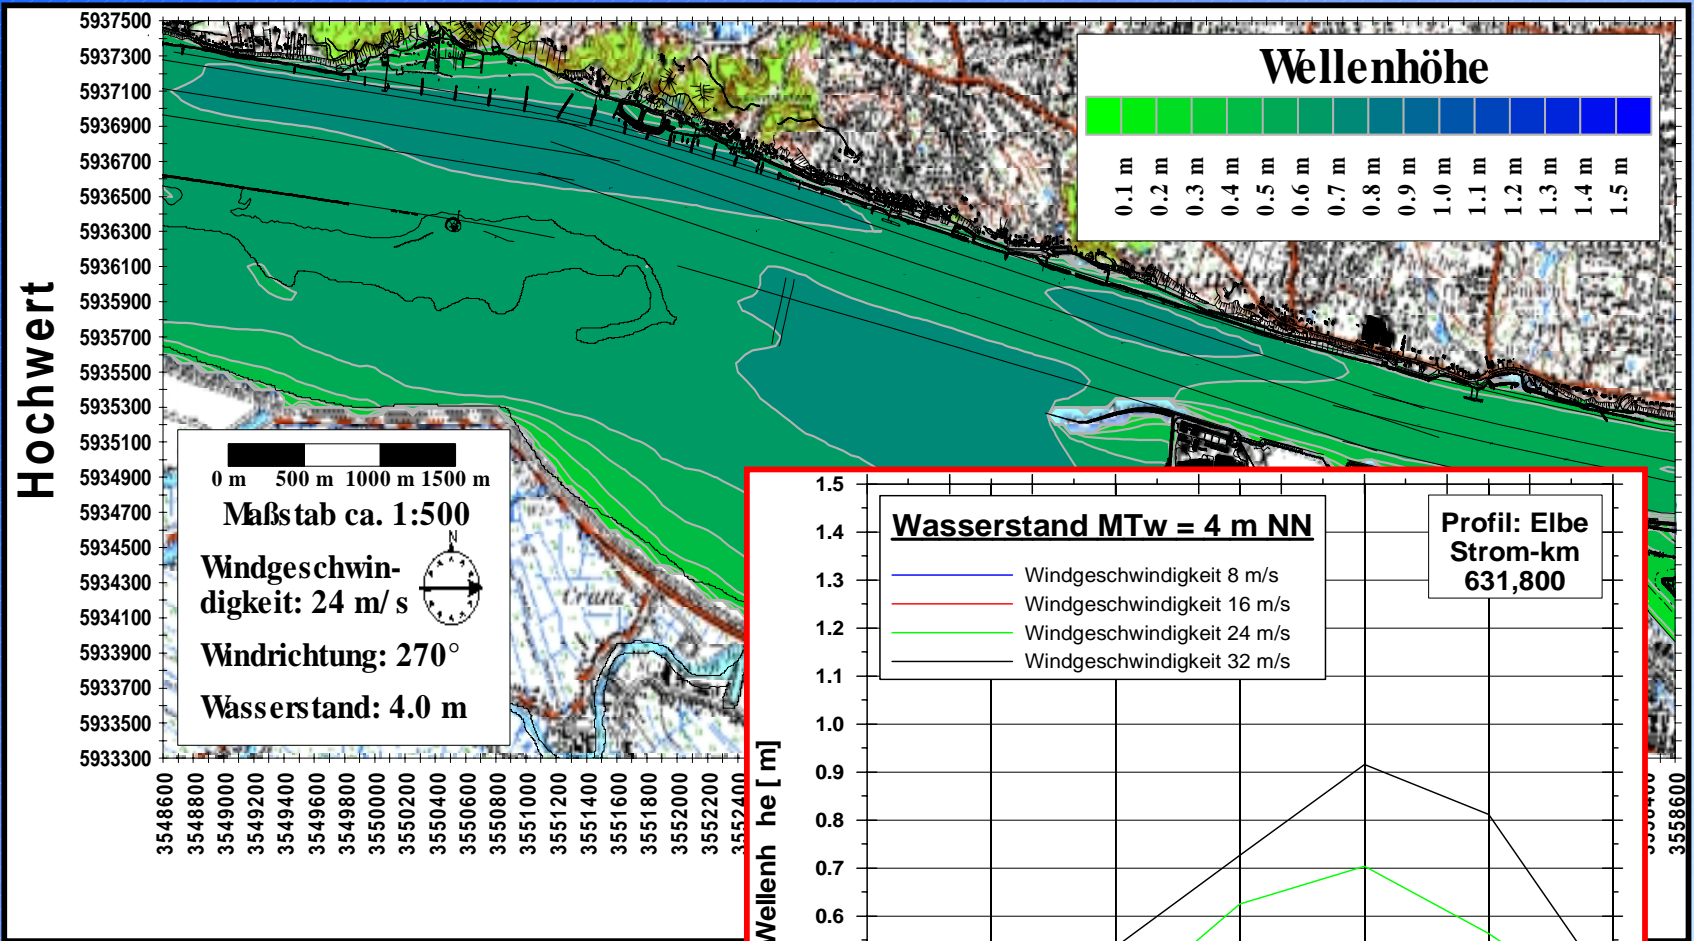 Hochwert
5937500
5937300
5937100
5936900
5936700
5936500
5936300
5936100
5935900
5935700
5935500
5935300
5935100
5934900
5934700
5934500
5934300
5934100
5933900
5933700
5933500
5933300
3548600
3548800
3549000
3549200
3549400
3549600
3550000
3550200
3550400
3550600
3550800
3551000
3551200
3551400
3551600
3551800
3552000
3552200
3552400
3558600
Wellenhöhe
0.1 m
0.2 m
0.3 m
0.4 m
0.5 m
0.6 m
0.7 m
0.8 m
0.9 m
1.0 m
1.1 m
1.2 m
1.3 m
1.4 m
1.5 m
0 m 500 m 1000 m 1500 m
Maßstab ca. 1:500
N
Windgeschwin-
digkeit: 24 m/s
Windrichtung: 270°
Wasserstand: 4.0 m
Wellenh he [m]
1.5
1.4
1.3
1.2
1.1
1.0
0.9
0.8
0.7
0.6
Wasserstand MTw = 4 m NN
Windgeschwindigkeit 8 m/s
Windgeschwindigkeit 16 m/s
Windgeschwindigkeit 24 m/s
Windgeschwindigkeit 32 m/s
Profil: Elbe
Strom-km
631,800